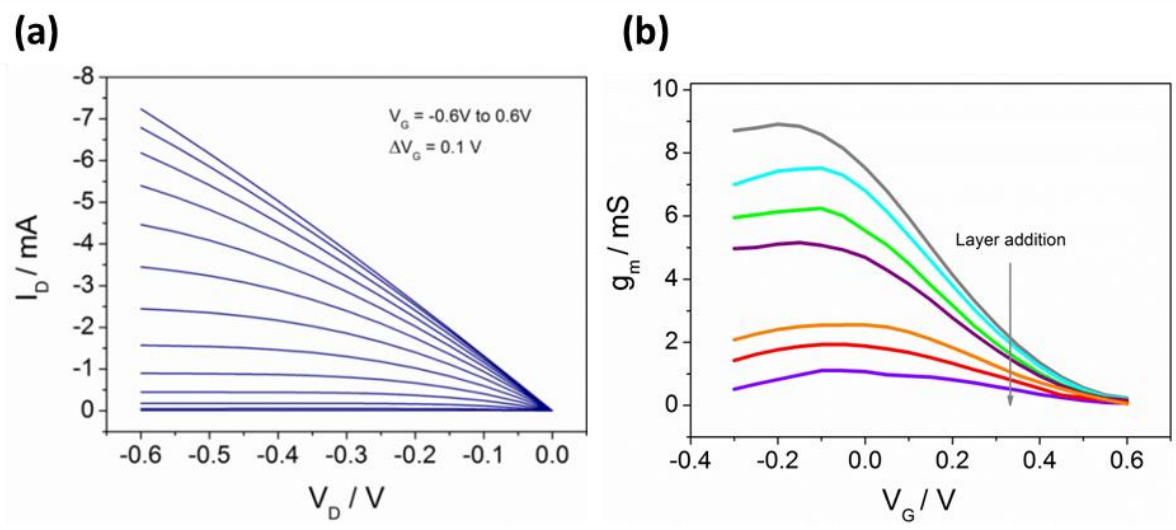 (a)
-8
-7
-6
-5
-4
-3
-2
-1
0
I_D / mA
V_G = -0.6V to 0.6V
ΔV_G = 0.1 V
-0.6 -0.5 -0.4 -0.3 -0.2 -0.1 0.0
V_D / V
(b)
10
8
6
4
2
0
g_m / mS
Layer addition
-0.4 -0.2 0.0 0.2 0.4 0.6
V_G / V